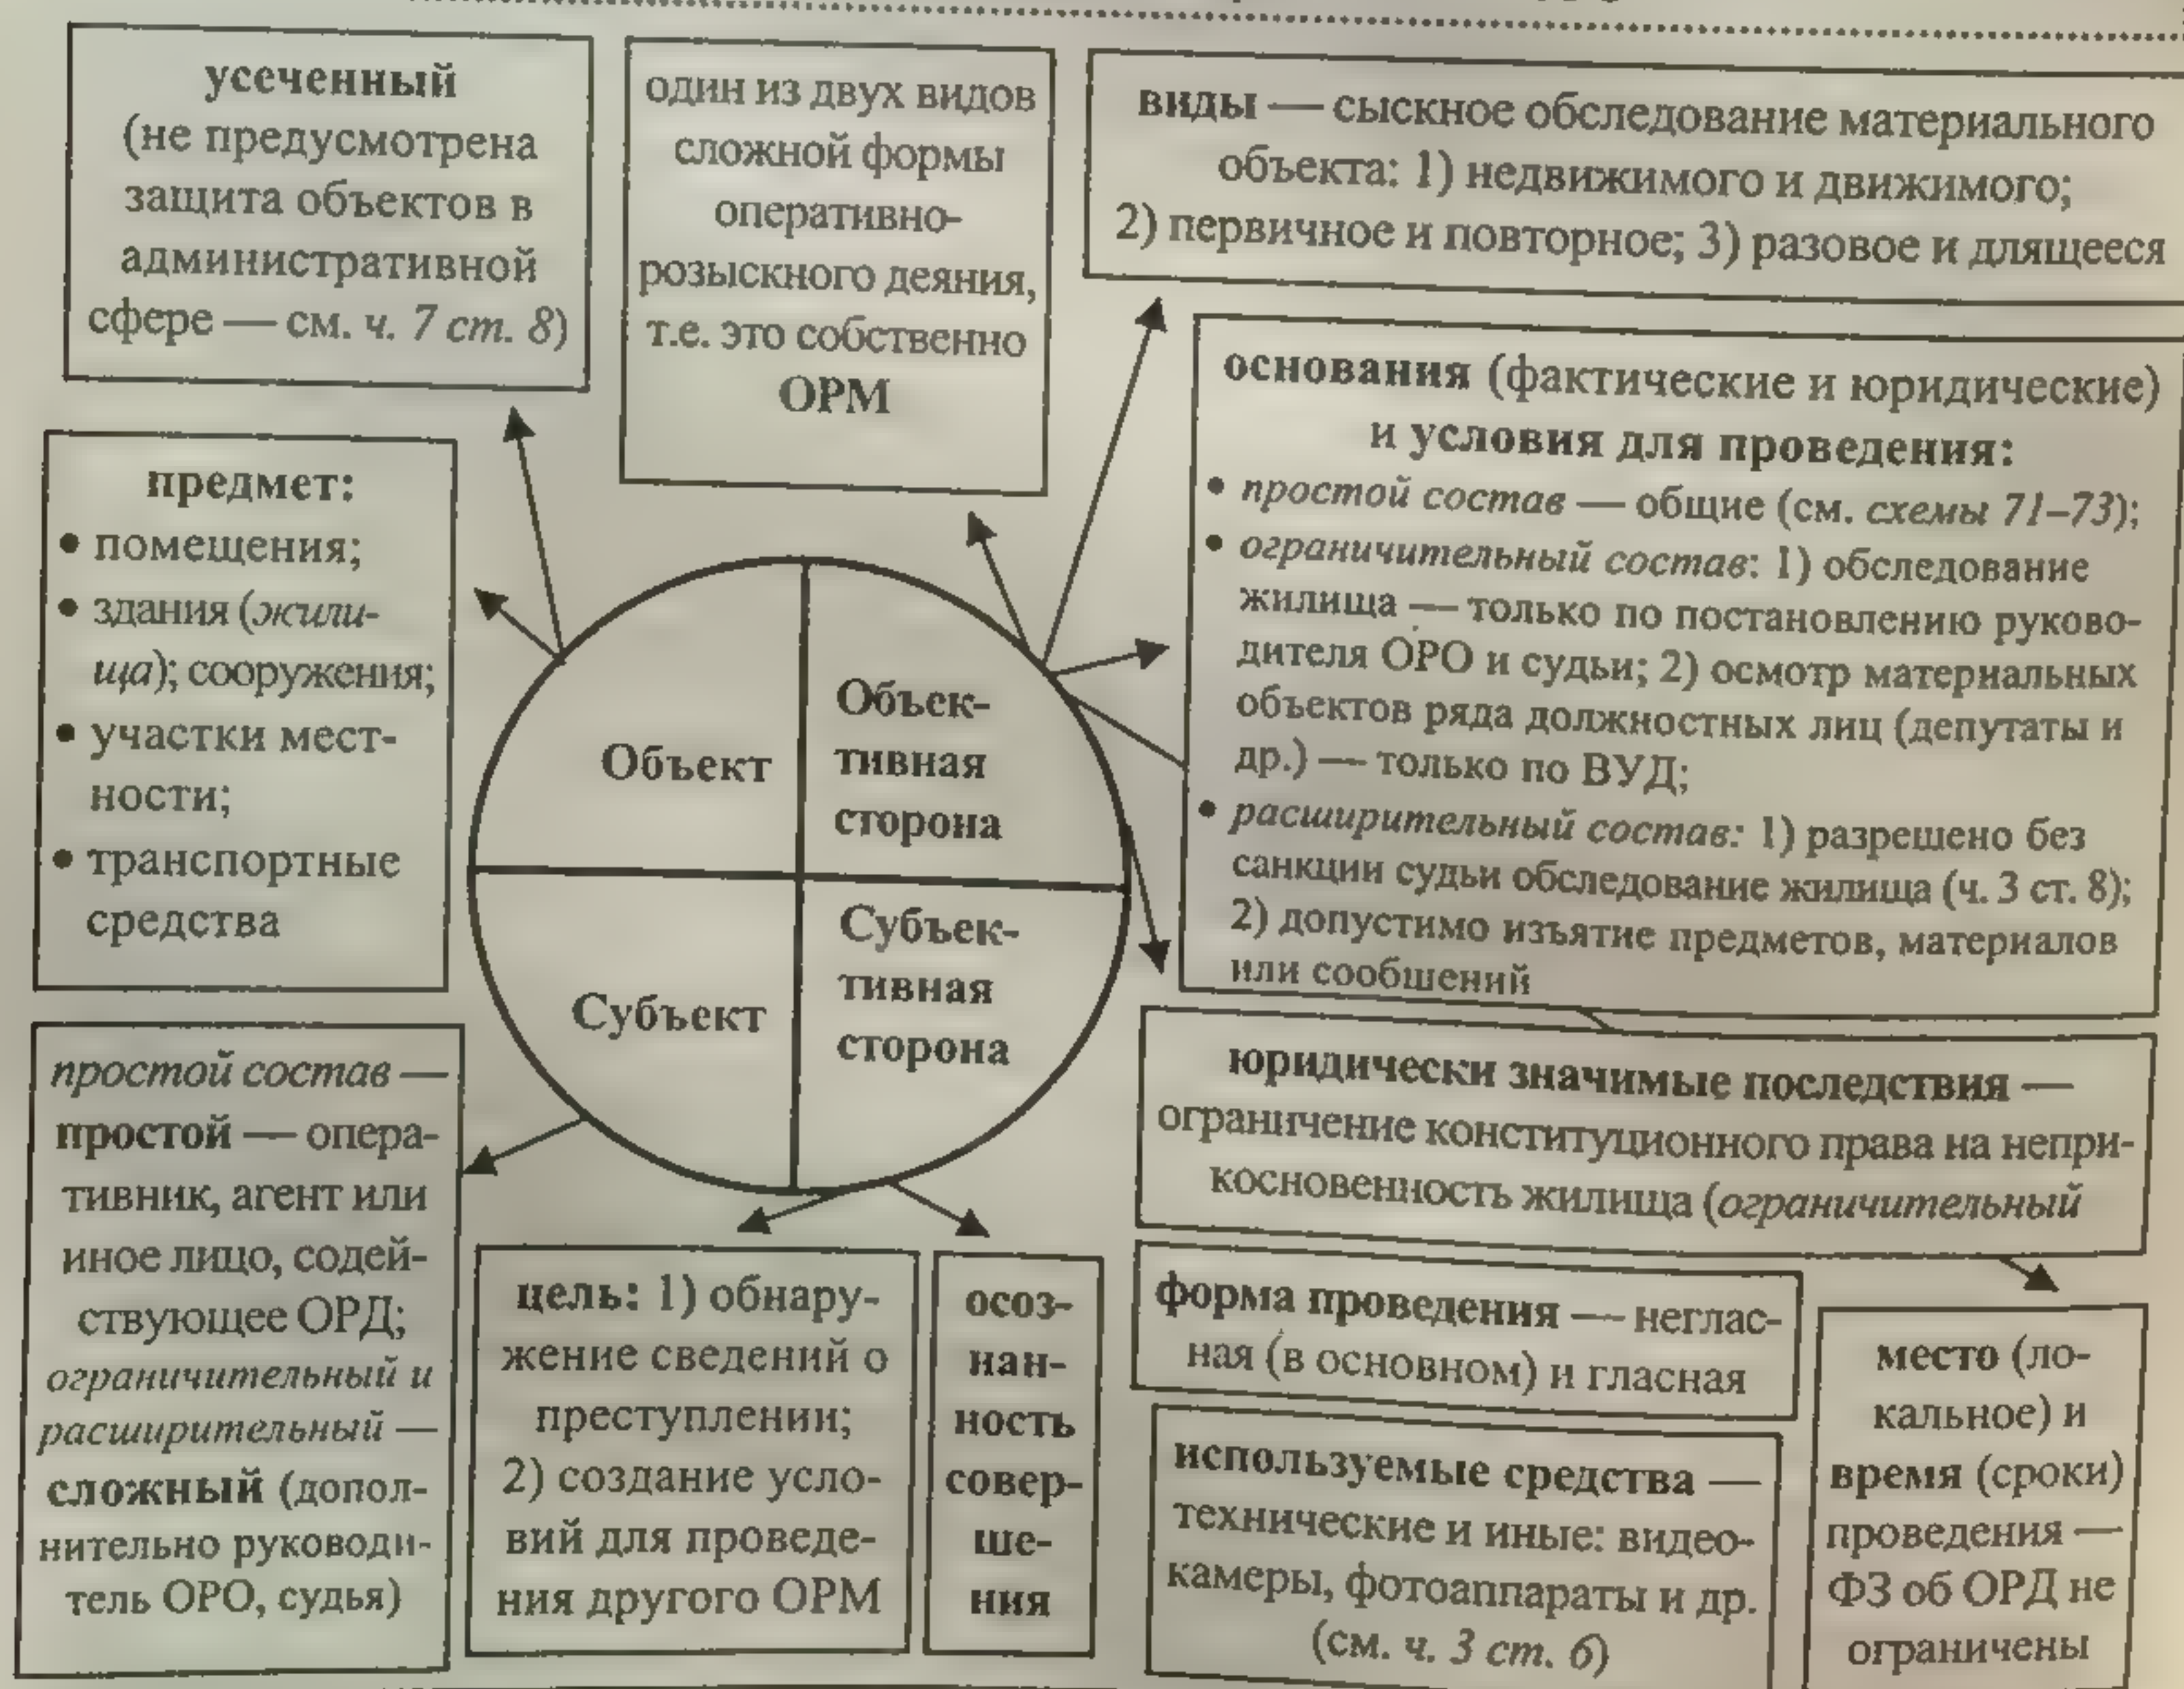 усеченный
(не предусмотрена
защита объектов в
административной
сфере — см. ч. 7 ст. 8)
один из двух видов
сложной формы
оперативно-
розыскного деяния,
т.е. это собственно
ОРМ
виды — сыскное обследование материального
объекта: 1) недвижимого и движимого;
2) первичное и повторное; 3) разовое и длящееся
основания (фактические и юридические)
и условия для проведения:
• простой состав — общие (см. схемы 71–73);
• ограничительный состав: 1) обследование
жилища — только по постановлению руково-
дителя ОРО и судьи; 2) осмотр материальных
объектов ряда должностных лиц (депутаты и
др.) — только по ВУД;
• расширительный состав: 1) разрешено без
санкции судьи обследование жилища (ч. 3 ст. 8);
2) допустимо изъятие предметов, материалов
или сообщений
предмет:
• помещения;
• здания (жили-
ща); сооружения;
• участки мест-
ности;
• транспортные
средства
Объект
Объек-
тивная
сторона
Субъект
Субъек-
тивная
сторона
простой состав —
простой — опера-
тивник, агент или
иное лицо, содей-
ствующее ОРД;
ограничительный и
расширительный —
сложный (допол-
нительно руководи-
тель ОРО, судья)
цель: 1) обнару-
жение сведений о
преступлении;
2) создание усло-
вий для проведе-
ния другого ОРМ
осоз-
нан-
ность
совер-
ше-
ния
юридически значимые последствия —
ограничение конституционного права на непри-
косновенность жилища (ограничительный
форма проведения — неглас-
ная (в основном) и гласная
используемые средства —
технические и иные: видео-
камеры, фотоаппараты и др.
(см. ч. 3 ст. 6)
место (ло-
кальное) и
время (сроки)
проведения —
ФЗ об ОРД не
ограничены